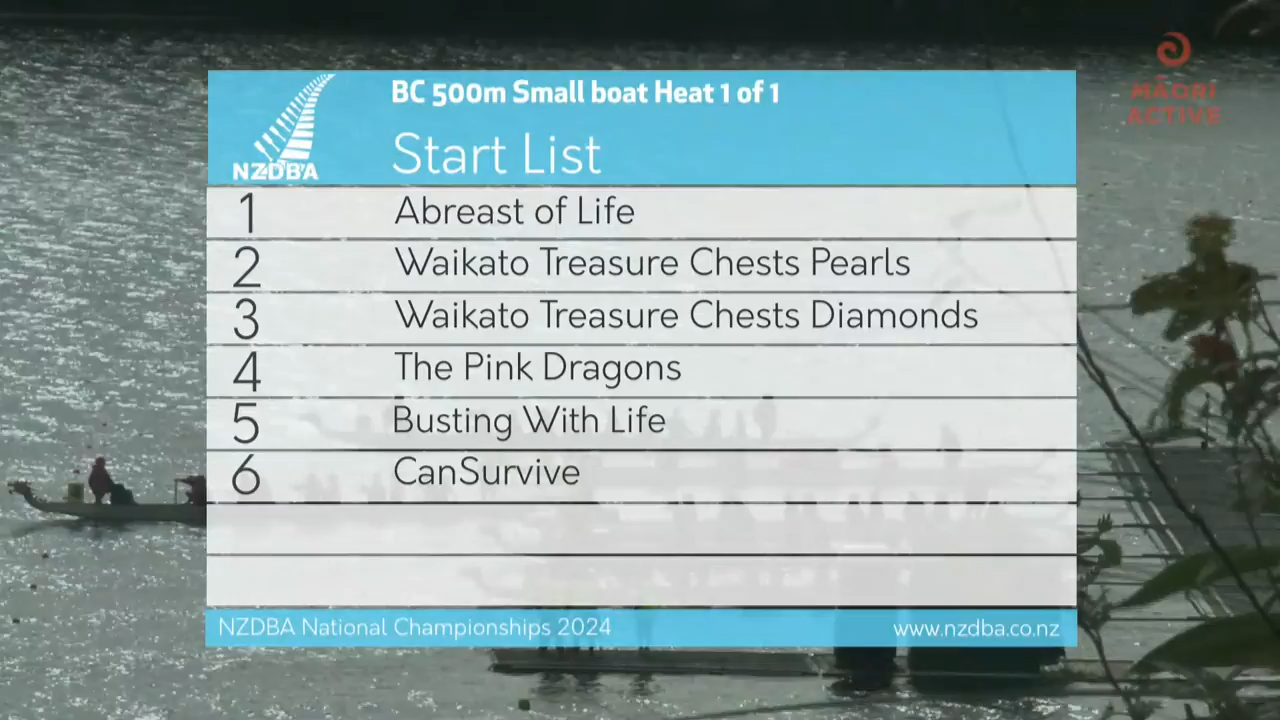 BC 500m Small boat Heat 1 of 1
MĀORI
ACTIVE
NZDBA
Start List
1 Abreast of Life
2 Waikato Treasure Chests Pearls
3 Waikato Treasure Chests Diamonds
4 The Pink Dragons
5 Busting With Life
6 CanSurvive
NZDBA National Championships 2024
www.nzdba.co.nz